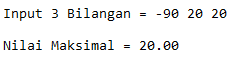 Input 3 Bilangan = -90 20 20
Nilai Maksimal = 20.00